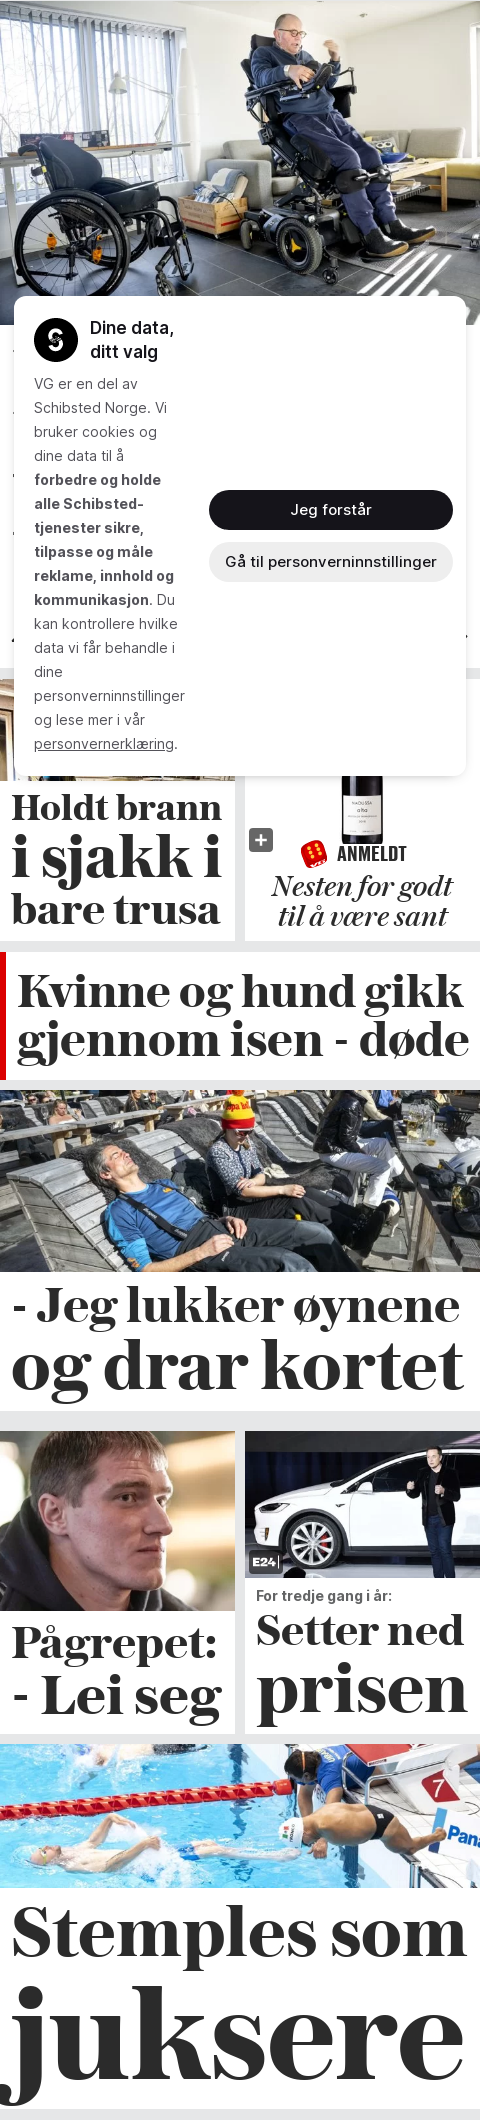 Dine data,
ditt valg
VG er en del av
Schibsted Norge. Vi
bruker cookies og
dine data til å
forbedre og holde
alle Schibsted-
tjenester sikre,
tilpasse og måle
reklame, innhold og
kommunikasjon. Du
kan kontrollere hvilke
data vi får behandle i
dine
personverninnstillinger
og lese mer i vår
personvernerklæring.
Jeg forstår
Gå til personverninnstillinger
Holdt brann
i sjakk i
bare trusa
ANMELDT
Nesten for godt
til å være sant
Kvinne og hund gikk
gjennom isen - døde
- Jeg lukker øynene
og drar kortet
Pågrepet:
- Lei seg
E24
For tredje gang i år:
Setter ned
prisen
7
Pana
Stemples som
juksere